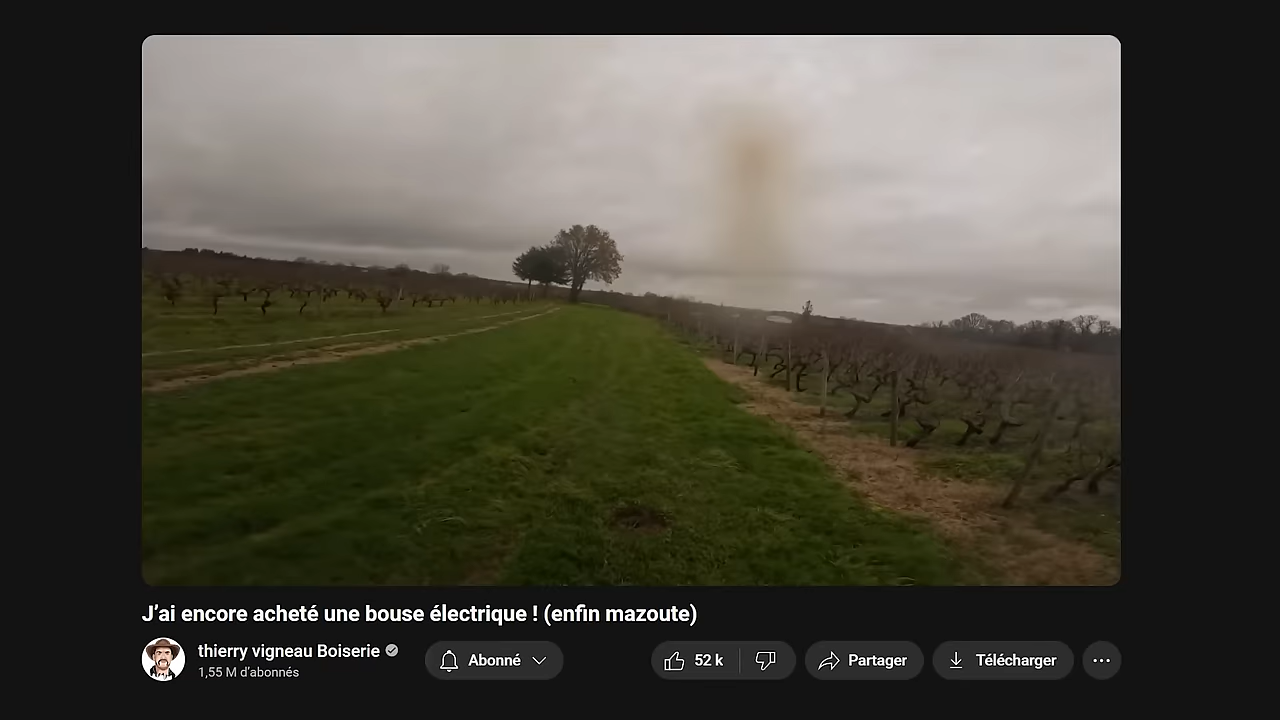 J’ai encore acheté une bouse électrique ! (enfin mazoute)
thierry vigneau Boiserie
1,55 M d’abonnés
Abonné
52 k
Partager
Télécharger